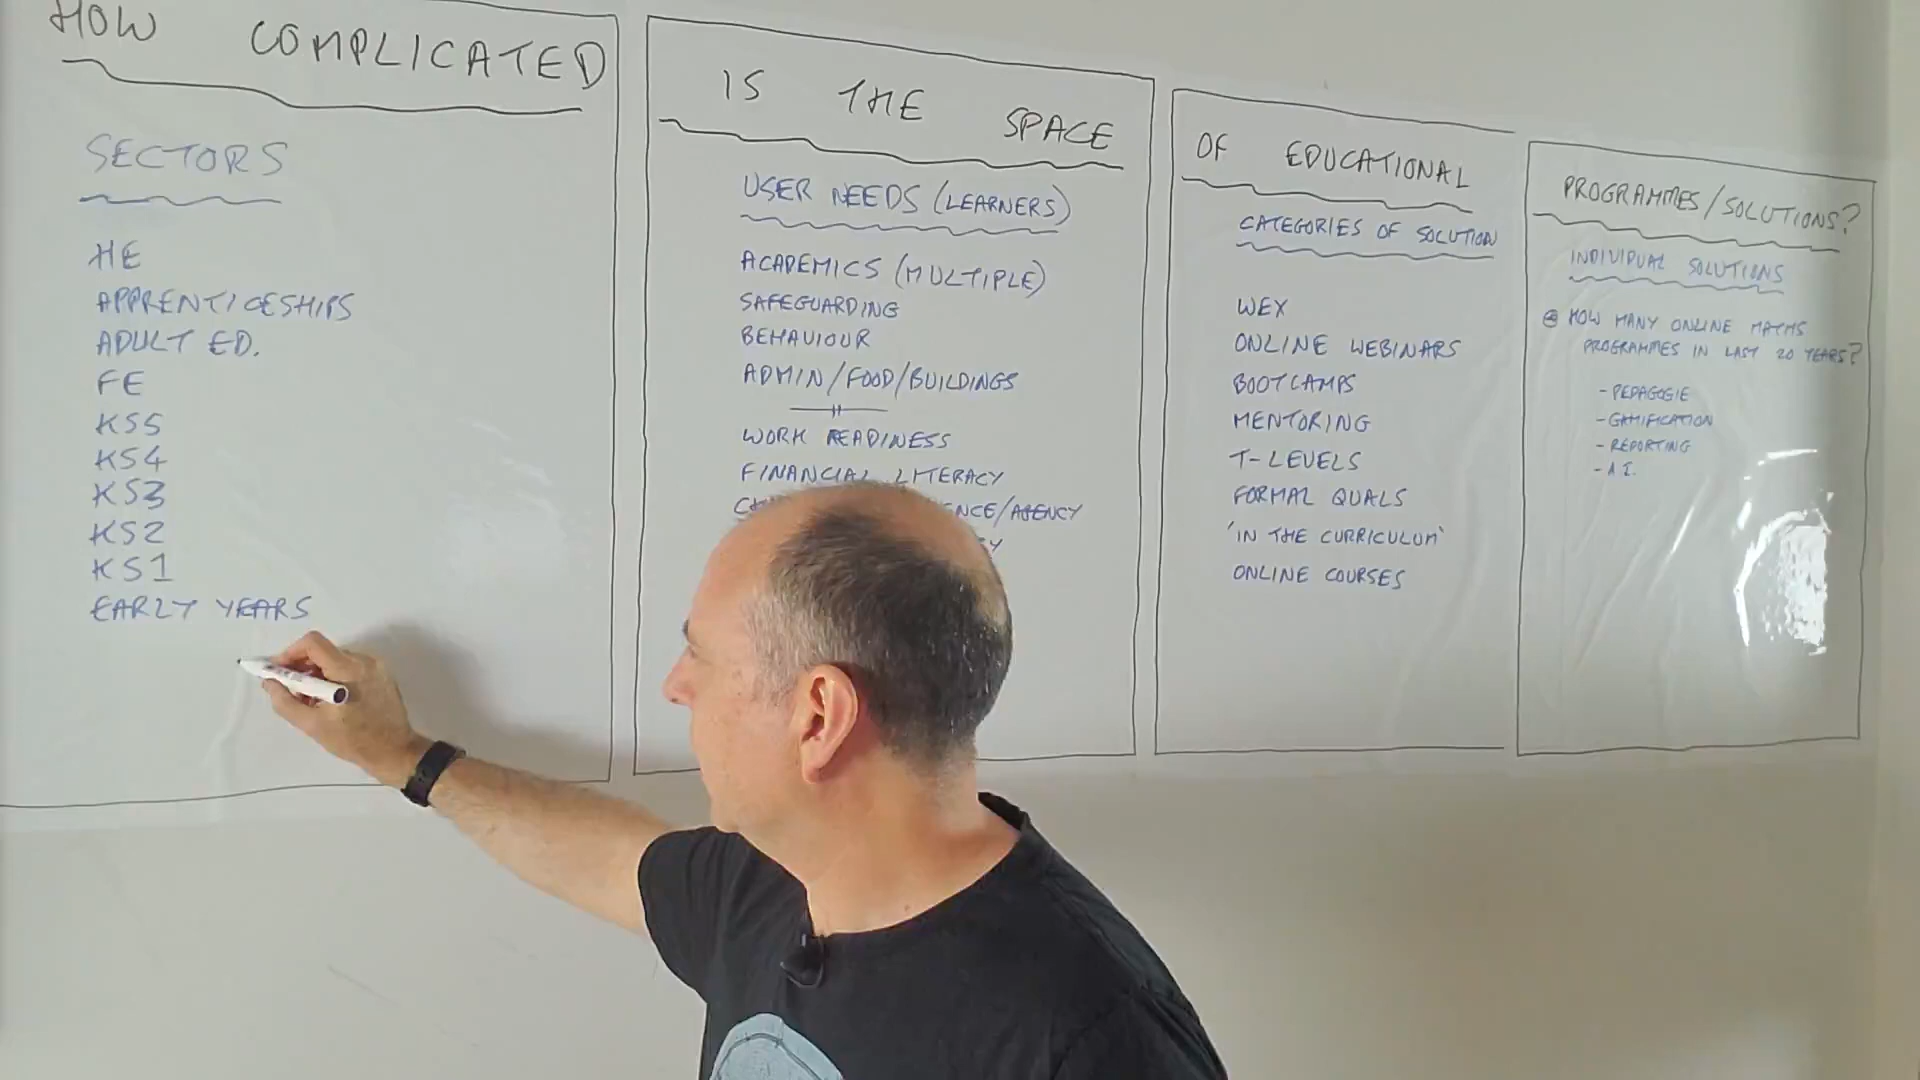 HOW COMPLICATED
SECTORS
HE
APPRENTICESHIPS
ADULT ED.
FE
KS5
KS4
KS3
KS2
KS1
EARLY YEARS
IS THE SPACE
USER NEEDS (LEARNERS)
ACADEMICS (MULTIPLE)
SAFEGUARDING
BEHAVIOUR
ADMIN/FOOD/BUILDINGS
WORK READINESS
FINANCIAL LITERACY
/AGENCY
OF EDUCATIONAL
CATEGORIES OF SOLUTION
WEX
ONLINE WEBINARS
BOOTCAMPS
MENTORING
T-LEVELS
FORMAL QUALS
'IN THE CURRICULUM'
ONLINE COURSES
PROGRAMMES/SOLUTIONS?
INDIVIDUAL SOLUTIONS
HOW MANY ONLINE MATHS
PROGRAMMES IN LAST 20 YEARS?
- PEDAGOGIE
- GAMIFICATION
- REPORTING
- A.I.